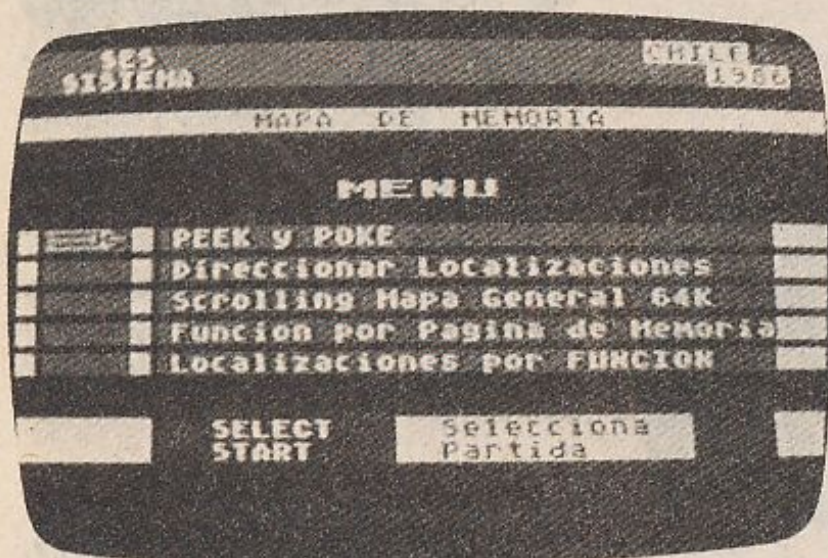 SES
SISTEMA
CHILE
1986
MAPA DE MEMORIA
MENU
PEEK y POKE
Direccionar Localizaciones
Scrolling Mapa General 64K
Funcion por Pagina de Memoria
Localizaciones por FUNCION
SELECT Selecciona
START Partida